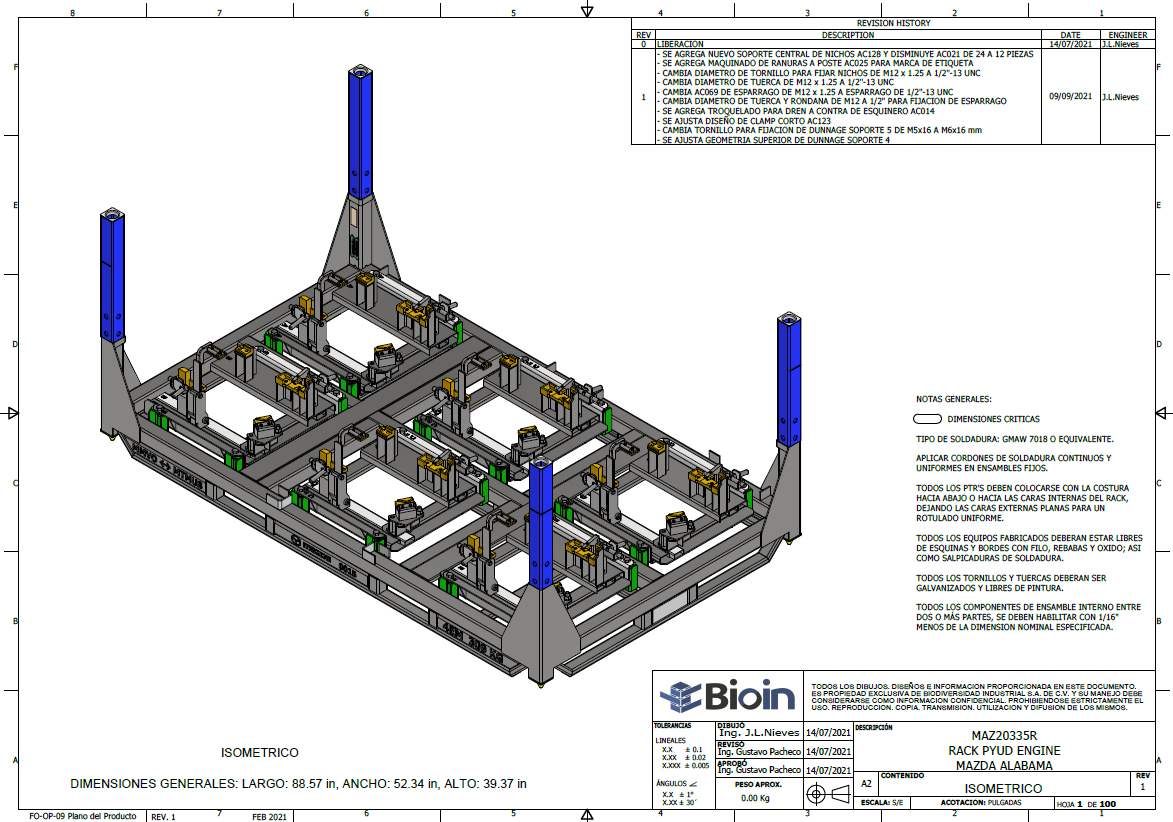 8 7 6 5 4 3 2 1
REVISION HISTORY
REV DESCRIPTION DATE ENGINEER
0 LIBERACION 14/07/2021 J.L.Nieves
- SE AGREGA NUEVO SOPORTE CENTRAL DE NICHOS AC128 Y DISMINUYE AC021 DE 24 A 12 PIEZAS
- SE AGREGA MAQUINADO DE RANURAS A POSTE AC025 PARA MARCA DE ETIQUETA
- CAMBIA DIAMETRO DE TORNILLO PARA FIJAR NICHOS DE M12 x 1.25 A 1/2"-13 UNC
- CAMBIA DIAMETRO DE TUERCA DE M12 x 1.25 A 1/2"-13 UNC
- CAMBIA AC069 DE ESPARRAGO DE M12 x 1.25 A ESPARRAGO DE 1/2"-13 UNC
1 09/09/2021 J.L.Nieves
- CAMBIA DIAMETRO DE TUERCA Y RONDANA DE M12 A 1/2" PARA FIJACION DE ESPARRAGO
- SE AGREGA TROQUELADO PARA DREN A CONTRA DE ESQUINERO AC014
- SE AJUSTA DISEÑO DE CLAMP CORTO AC123
- CAMBIA TORNILLO PARA FIJACION DE DUNNAGE SOPORTE 5 DE M5x16 A M6x16 mm
- SE AJUSTA GEOMETRIA SUPERIOR DE DUNNAGE SOPORTE 4
F F
E E
D D
C C
B B
A A
NOTAS GENERALES:
DIMENSIONES CRITICAS
TIPO DE SOLDADURA: GMAW 7018 O EQUIVALENTE.
APLICAR CORDONES DE SOLDADURA CONTINUOS Y
UNIFORMES EN ENSAMBLES FIJOS.
TODOS LOS PTR'S DEBEN COLOCARSE CON LA COSTURA
HACIA ABAJO O HACIA LAS CARAS INTERNAS DEL RACK,
DEJANDO LAS CARAS EXTERNAS PLANAS PARA UN
ROTULADO UNIFORME.
TODOS LOS EQUIPOS FABRICADOS DEBERAN ESTAR LIBRES
DE ESQUINAS Y BORDES CON FILO, REBABAS Y OXIDO; ASI
COMO SALPICADURAS DE SOLDADURA.
TODOS LOS TORNILLOS Y TUERCAS DEBERAN SER
GALVANIZADOS Y LIBRES DE PINTURA.
TODOS LOS COMPONENTES DE ENSAMBLE INTERNO ENTRE
DOS O MÁS PARTES, SE DEBEN HABILITAR CON 1/16"
MENOS DE LA DIMENSION NOMINAL ESPECIFICADA.
ISOMETRICO
DIMENSIONES GENERALES: LARGO: 88.57 in, ANCHO: 52.34 in, ALTO: 39.37 in
Bioin
TODOS LOS DIBUJOS, DISEÑOS E INFORMACION PROPORCIONADA EN ESTE DOCUMENTO,
ES PROPIEDAD EXCLUSIVA DE BIODIVERSIDAD INDUSTRIAL S.A. DE C.V. Y SU MANEJO DEBE
CONSIDERARSE COMO INFORMACION CONFIDENCIAL. PROHIBIENDOSE ESTRICTAMENTE EL
USO, REPRODUCCION, COPIA, TRANSMISION, UTILIZACION Y DIFUSION DE LOS MISMOS.
TOLERANCIAS
LINEALES
X.X ± 0.1
X.XX ± 0.02
X.XXX ± 0.005
ÁNGULOS
X.X ± 1°
X.XX ± 30´
DIBUJÓ
Ing. J.L.Nieves 14/07/2021
REVISÓ
Ing. Gustavo Pacheco 14/07/2021
APROBÓ
Ing. Gustavo Pacheco 14/07/2021
PESO APROX.
0.00 Kg
DESCRIPCIÓN
MAZ20335R
RACK PYUD ENGINE
MAZDA ALABAMA
A2 CONTENIDO REV
ISOMETRICO 1
ESCALA: S/E ACOTACION: PULGADAS HOJA 1 DE 100
FO-OP-09 Plano del Producto REV. 1 FEB 2021
7 6 5 4 3 2 1